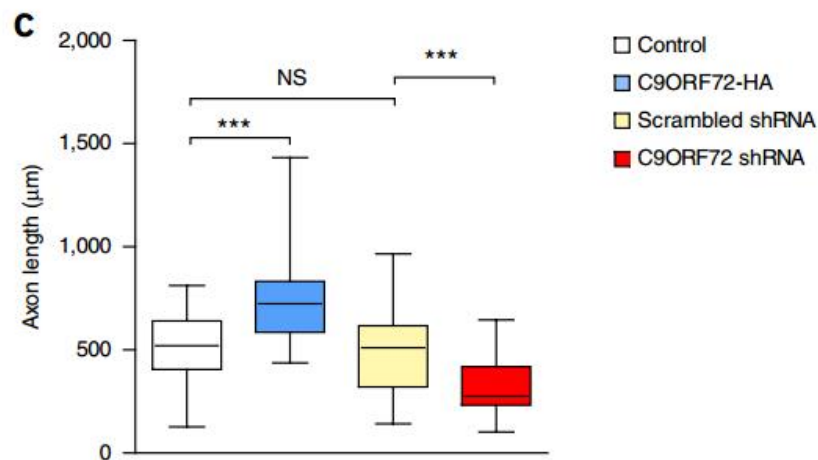 C
2,000
1,500
1,000
500
0
Axon length (μm)
***
NS
***
Control
C9ORF72-HA
Scrambled shRNA
C9ORF72 shRNA